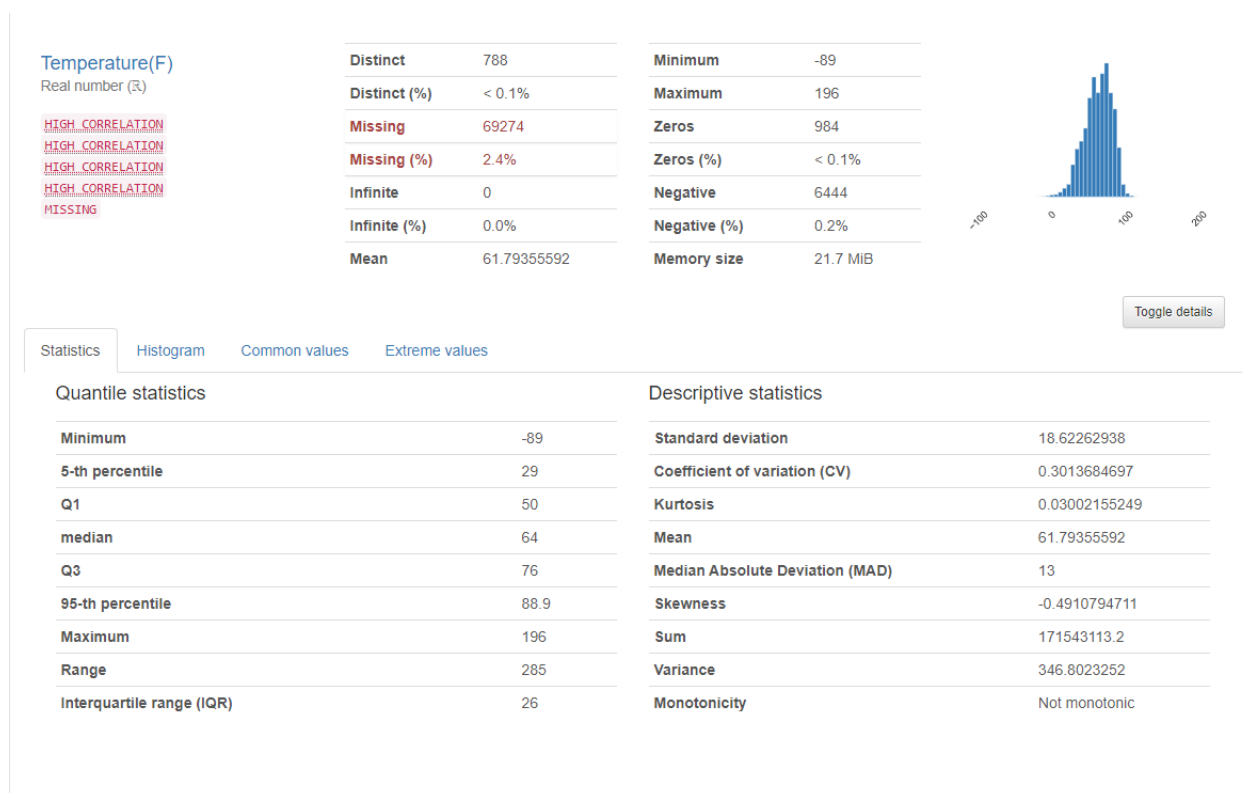 Temperature(F)
Real number (ℝ)
HIGH CORRELATION
HIGH CORRELATION
HIGH CORRELATION
HIGH CORRELATION
MISSING
Distinct 788
Distinct (%) < 0.1%
Missing 69274
Missing (%) 2.4%
Infinite 0
Infinite (%) 0.0%
Mean 61.79355592
Minimum -89
Maximum 196
Zeros 984
Zeros (%) < 0.1%
Negative 6444
Negative (%) 0.2%
Memory size 21.7 MiB
-100 0 100 200
Toggle details
Statistics Histogram Common values Extreme values
Quantile statistics
Minimum -89
5-th percentile 29
Q1 50
median 64
Q3 76
95-th percentile 88.9
Maximum 196
Range 285
Interquartile range (IQR) 26
Descriptive statistics
Standard deviation 18.62262938
Coefficient of variation (CV) 0.3013684697
Kurtosis 0.03002155249
Mean 61.79355592
Median Absolute Deviation (MAD) 13
Skewness -0.4910794711
Sum 171543113.2
Variance 346.8023252
Monotonicity Not monotonic